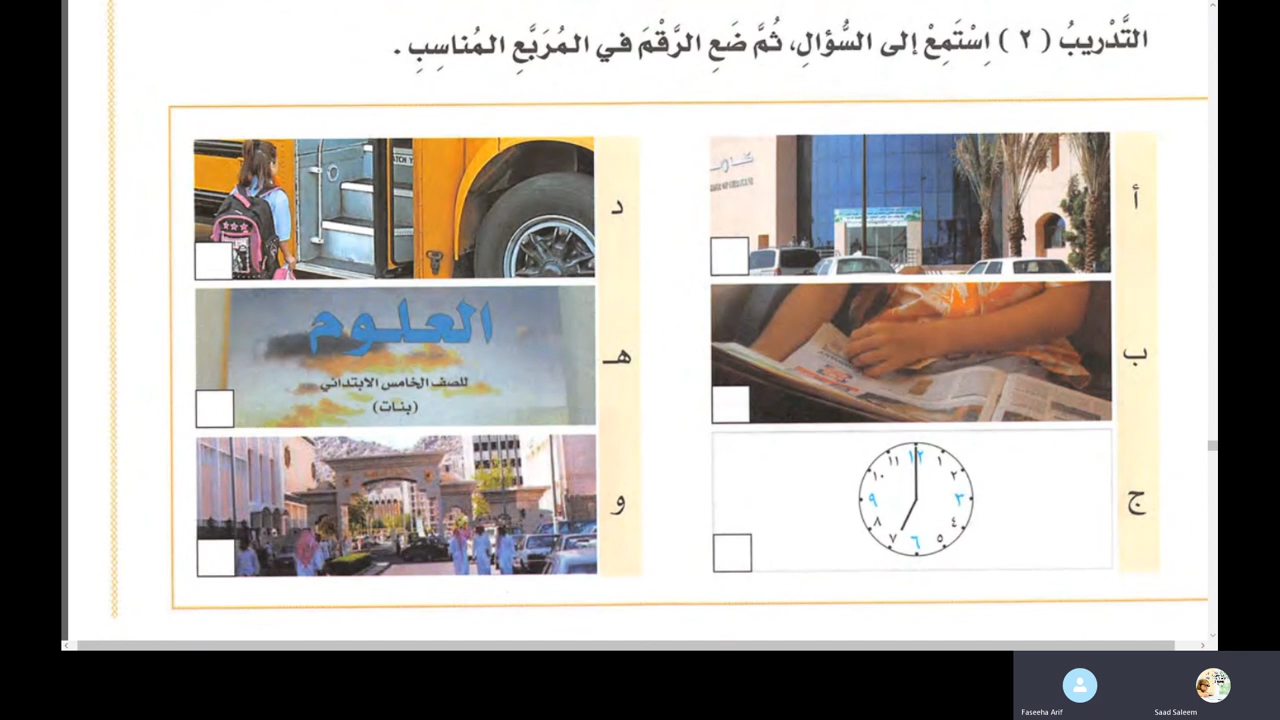 التَّدْريبُ ( ٢ ) اِسْتَمِعْ إلى السُّؤالِ، ثُمَّ ضَعِ الرَّقْمَ في المُرَبَّعِ المُناسِبِ .
أ
ب
ج
١٢
١
٢
٣
٤
٥
٦
٧
٨
٩
١٠
١١
د
هـ
العلوم
للصف الخامس الابتدائي
(بنات)
و
Faseeha Arif
Saad Saleem